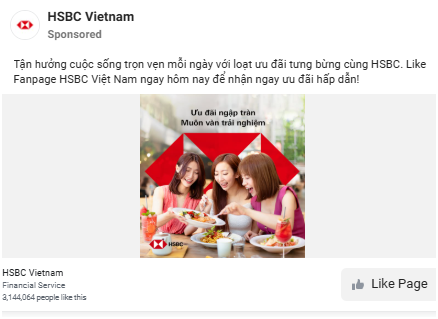 HSBC Vietnam
Sponsored
Tận hưởng cuộc sống trọn vẹn mỗi ngày với loạt ưu đãi tưng bừng cùng HSBC. Like
Fanpage HSBC Việt Nam ngay hôm nay để nhận ngay ưu đãi hấp dẫn!
Ưu đãi ngập tràn
Muôn vàn trải nghiệm
HSBC
HSBC Vietnam
Financial Service
3,144,064 people like this
Like Page